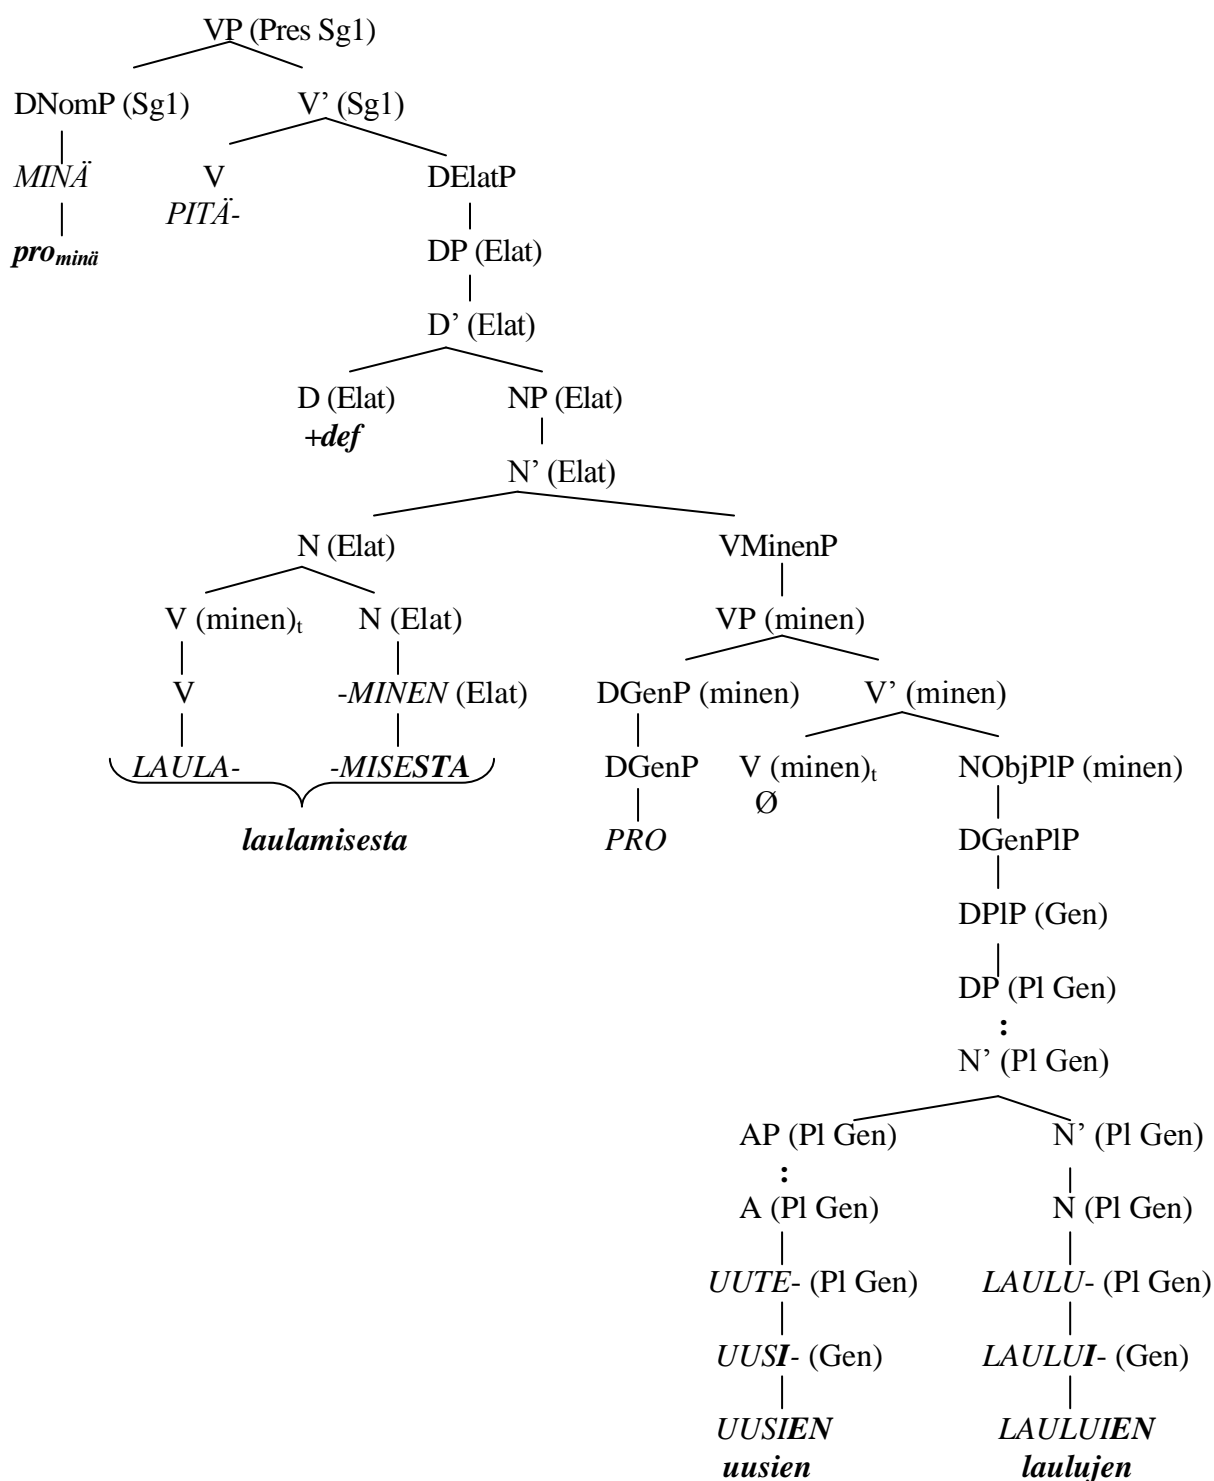 VP (Pres Sg1)
DNomP (Sg1) V’ (Sg1)
MINÄ V DElatP
PITÄ-
prominä DP (Elat)
D’ (Elat)
D (Elat) NP (Elat)
+def
N’ (Elat)
N (Elat) VMinenP
V (minen)t N (Elat) VP (minen)
V -MINEN (Elat) DGenP (minen) V’ (minen)
LAULA- -MISESTA DGenP V (minen)t NObjPlP (minen)
Ø
laulamisesta PRO DGenPlP
DPlP (Gen)
DP (Pl Gen)
:
N’ (Pl Gen)
AP (Pl Gen) N’ (Pl Gen)
:
A (Pl Gen) N (Pl Gen)
UUTE- (Pl Gen) LAULU- (Pl Gen)
UUSI- (Gen) LAULUI- (Gen)
UUSIEN LAULUIEN
uusien laulujen